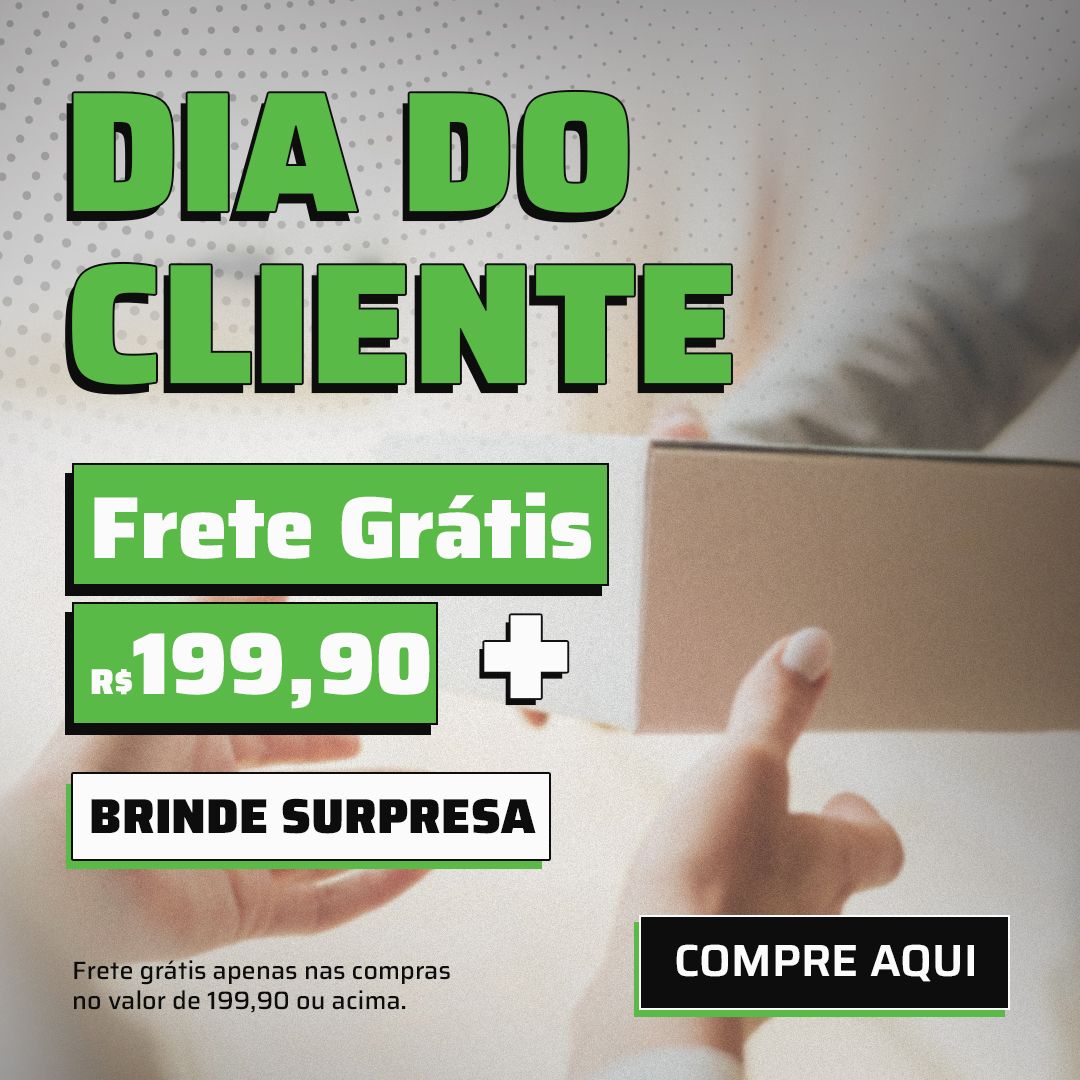 DIA DO
CLIENTE
Frete Grátis
R$199,90 +
BRINDE SURPRESA
Frete grátis apenas nas compras
no valor de 199,90 ou acima.
COMPRE AQUI